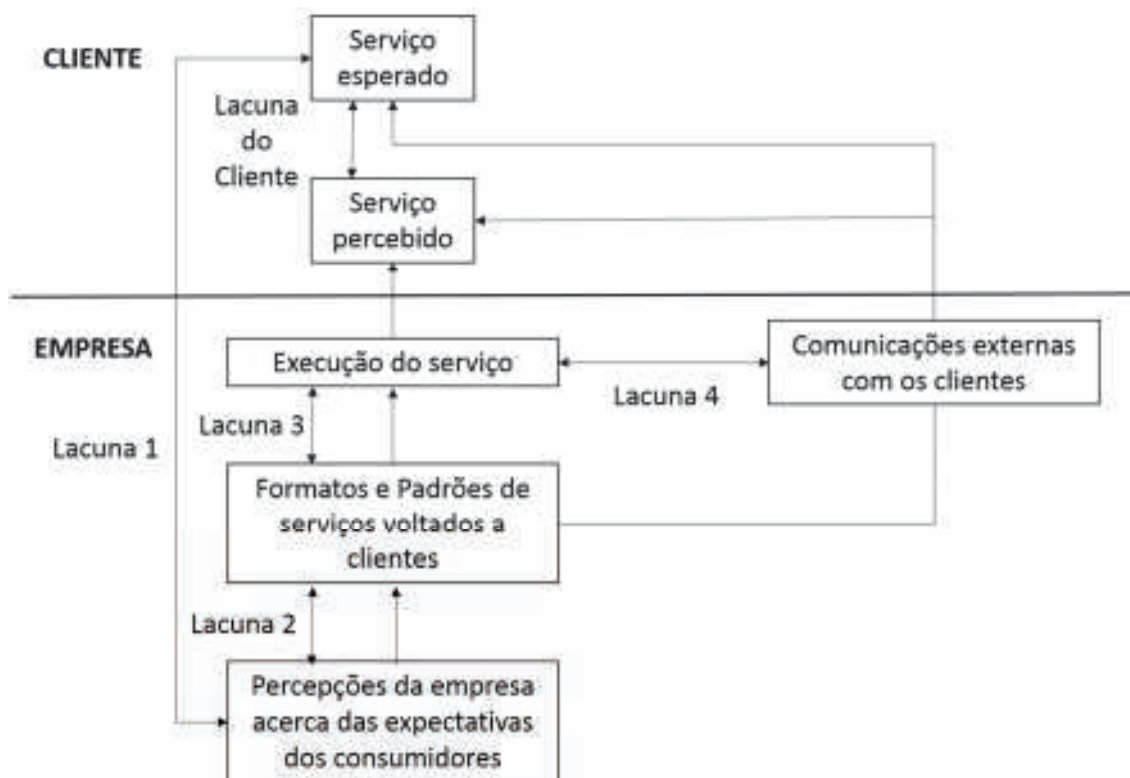 CLIENTE
Serviço
esperado
Lacuna
do
Cliente
Serviço
percebido
EMPRESA
Execução do serviço
Comunicações externas
com os clientes
Lacuna 4
Lacuna 3
Lacuna 1
Formatos e Padrões de
serviços voltados a
clientes
Lacuna 2
Percepções da empresa
acerca das expectativas
dos consumidores